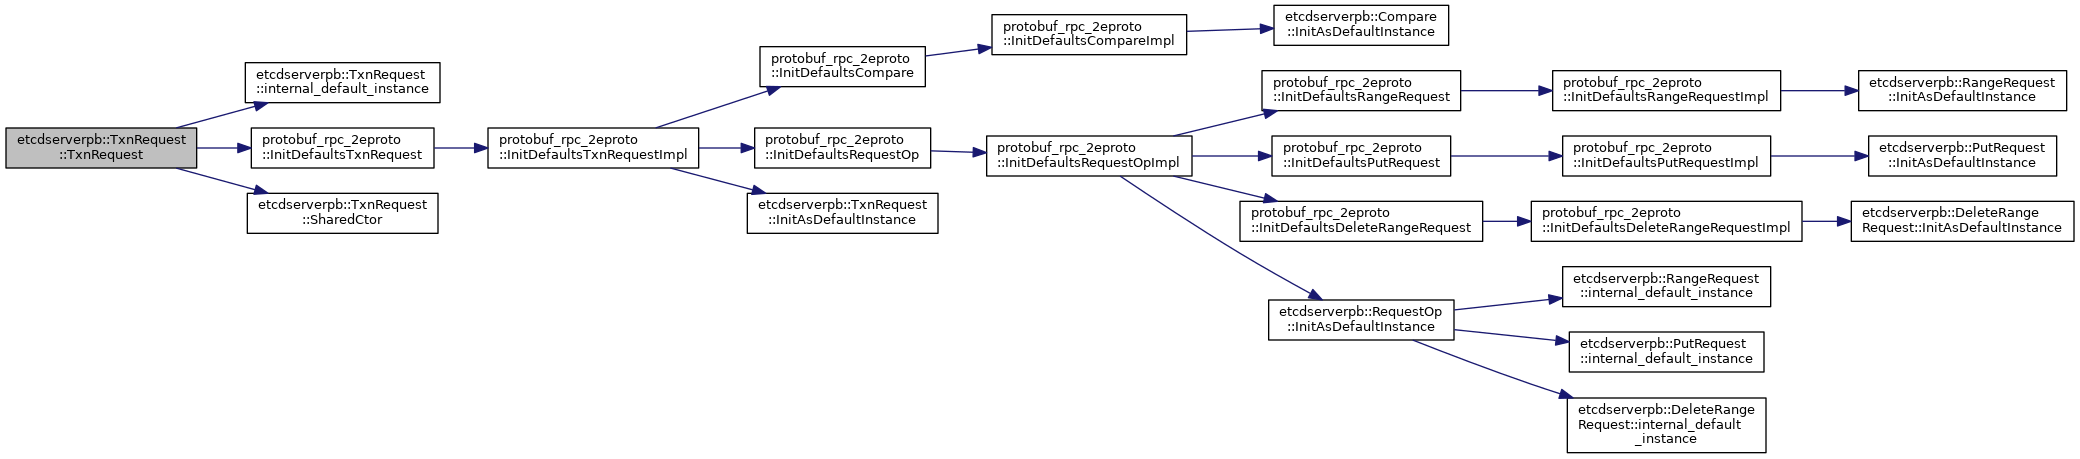 etcdserverpb::TxnRequest
::TxnRequest
etcdserverpb::TxnRequest
::internal_default_instance
protobuf_rpc_2eproto
::InitDefaultsTxnRequest
etcdserverpb::TxnRequest
::SharedCtor
protobuf_rpc_2eproto
::InitDefaultsTxnRequestImpl
protobuf_rpc_2eproto
::InitDefaultsCompare
protobuf_rpc_2eproto
::InitDefaultsRequestOp
etcdserverpb::TxnRequest
::InitAsDefaultInstance
protobuf_rpc_2eproto
::InitDefaultsCompareImpl
etcdserverpb::Compare
::InitAsDefaultInstance
protobuf_rpc_2eproto
::InitDefaultsRequestOpImpl
protobuf_rpc_2eproto
::InitDefaultsRangeRequest
protobuf_rpc_2eproto
::InitDefaultsRangeRequestImpl
etcdserverpb::RangeRequest
::InitAsDefaultInstance
protobuf_rpc_2eproto
::InitDefaultsPutRequest
protobuf_rpc_2eproto
::InitDefaultsPutRequestImpl
etcdserverpb::PutRequest
::InitAsDefaultInstance
protobuf_rpc_2eproto
::InitDefaultsDeleteRangeRequest
protobuf_rpc_2eproto
::InitDefaultsDeleteRangeRequestImpl
etcdserverpb::DeleteRange
Request::InitAsDefaultInstance
etcdserverpb::RequestOp
::InitAsDefaultInstance
etcdserverpb::RangeRequest
::internal_default_instance
etcdserverpb::PutRequest
::internal_default_instance
etcdserverpb::DeleteRange
Request::internal_default
_instance